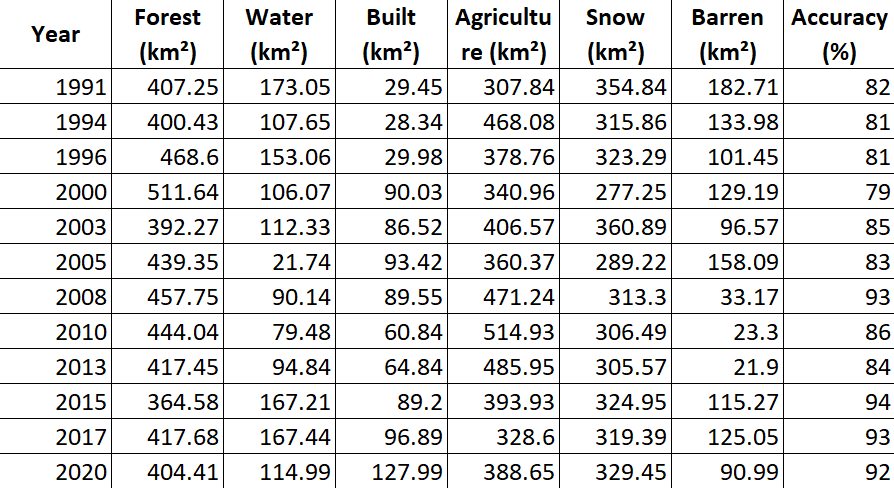 Year Forest (km²) Water (km²) Built (km²) Agricultu re (km²) Snow (km²) Barren (km²) Accuracy (%)
1991 407.25 173.05 29.45 307.84 354.84 182.71 82
1994 400.43 107.65 28.34 468.08 315.86 133.98 81
1996 468.6 153.06 29.98 378.76 323.29 101.45 81
2000 511.64 106.07 90.03 340.96 277.25 129.19 79
2003 392.27 112.33 86.52 406.57 360.89 96.57 85
2005 439.35 21.74 93.42 360.37 289.22 158.09 83
2008 457.75 90.14 89.55 471.24 313.3 33.17 93
2010 444.04 79.48 60.84 514.93 306.49 23.3 86
2013 417.45 94.84 64.84 485.95 305.57 21.9 84
2015 364.58 167.21 89.2 393.93 324.95 115.27 94
2017 417.68 167.44 96.89 328.6 319.39 125.05 93
2020 404.41 114.99 127.99 388.65 329.45 90.99 92